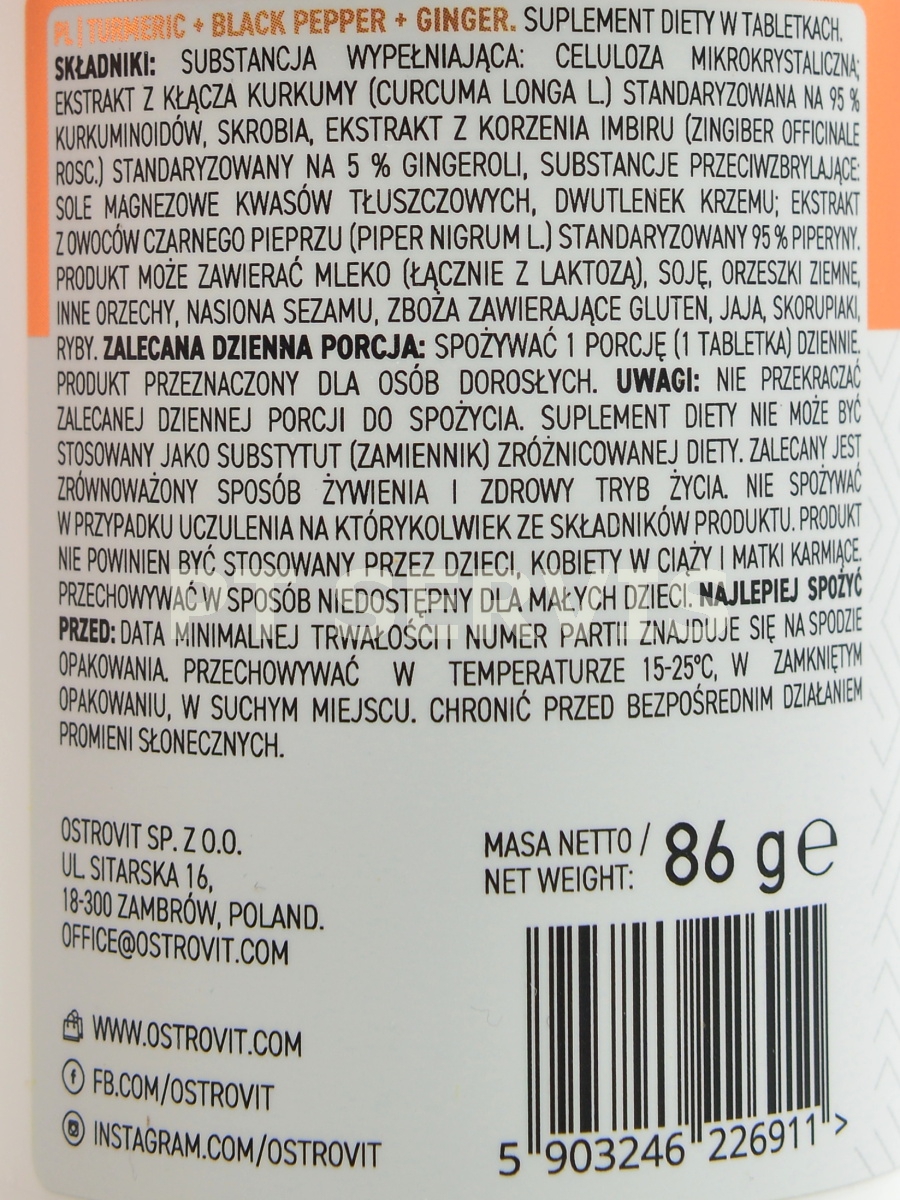 PL | TURMERIC + BLACK PEPPER + GINGER. SUPLEMENT DIETY W TABLETKACH.
SKŁADNIKI: SUBSTANCJA WYPEŁNIAJĄCA: CELULOZA MIKROKRYSTALICZNA;
EKSTRAKT Z KŁĄCZA KURKUMY (CURCUMA LONGA L.) STANDARYZOWANA NA 95 %
KURKUMINOIDÓW, SKROBIA, EKSTRAKT Z KORZENIA IMBIRU (ZINGIBER OFFICINALE
ROSC.) STANDARYZOWANY NA 5 % GINGEROLI, SUBSTANCJE PRZECIWZBRYLAJĄCE:
SOLE MAGNEZOWE KWASÓW TŁUSZCZOWYCH, DWUTLENEK KRZEMU; EKSTRAKT
Z OWOCÓW CZARNEGO PIEPRZU (PIPER NIGRUM L.) STANDARYZOWANY 95 % PIPERYNY.
PRODUKT MOŻE ZAWIERAĆ MLEKO (ŁĄCZNIE Z LAKTOZĄ), SOJĘ, ORZESZKI ZIEMNE,
INNE ORZECHY, NASIONA SEZAMU, ZBOŻA ZAWIERAJĄCE GLUTEN, JAJA, SKORUPIAKI,
RYBY. ZALECANA DZIENNA PORCJA: SPOŻYWAĆ 1 PORCJĘ (1 TABLETKA) DZIENNIE.
PRODUKT PRZEZNACZONY DLA OSÓB DOROSŁYCH. UWAGI: NIE PRZEKRACZAĆ
ZALECANEJ DZIENNEJ PORCJI DO SPOŻYCIA. SUPLEMENT DIETY NIE MOŻE BYĆ
STOSOWANY JAKO SUBSTYTUT (ZAMIENNIK) ZRÓŻNICOWANEJ DIETY. ZALECANY JEST
ZRÓWNOWAŻONY SPOSÓB ŻYWIENIA I ZDROWY TRYB ŻYCIA. NIE SPOŻYWAĆ
W PRZYPADKU UCZULENIA NA KTÓRYKOLWIEK ZE SKŁADNIKÓW PRODUKTU. PRODUKT
NIE POWINIEN BYĆ STOSOWANY PRZEZ DZIECI, KOBIETY W CIĄŻY I MATKI KARMIĄCE.
PRZECHOWYWAĆ W SPOSÓB NIEDOSTĘPNY DLA MAŁYCH DZIECI. NAJLEPIEJ SPOŻYĆ
PT SERVIS
PRZED: DATA MINIMALNEJ TRWAŁOŚCI I NUMER PARTII ZNAJDUJE SIĘ NA SPODZIE
OPAKOWANIA. PRZECHOWYWAĆ W TEMPERATURZE 15-25°C, W ZAMKNIĘTYM
OPAKOWANIU, W SUCHYM MIEJSCU. CHRONIĆ PRZED BEZPOŚREDNIM DZIAŁANIEM
PROMIENI SŁONECZNYCH.
OSTROVIT SP. Z O.O.
UL. SITARSKA 16,
18-300 ZAMBRÓW, POLAND.
OFFICE@OSTROVIT.COM
WWW.OSTROVIT.COM
FB.COM/OSTROVIT
INSTAGRAM.COM/OSTROVIT
MASA NETTO /
NET WEIGHT: 86 g ℮
5 903246 226911 >